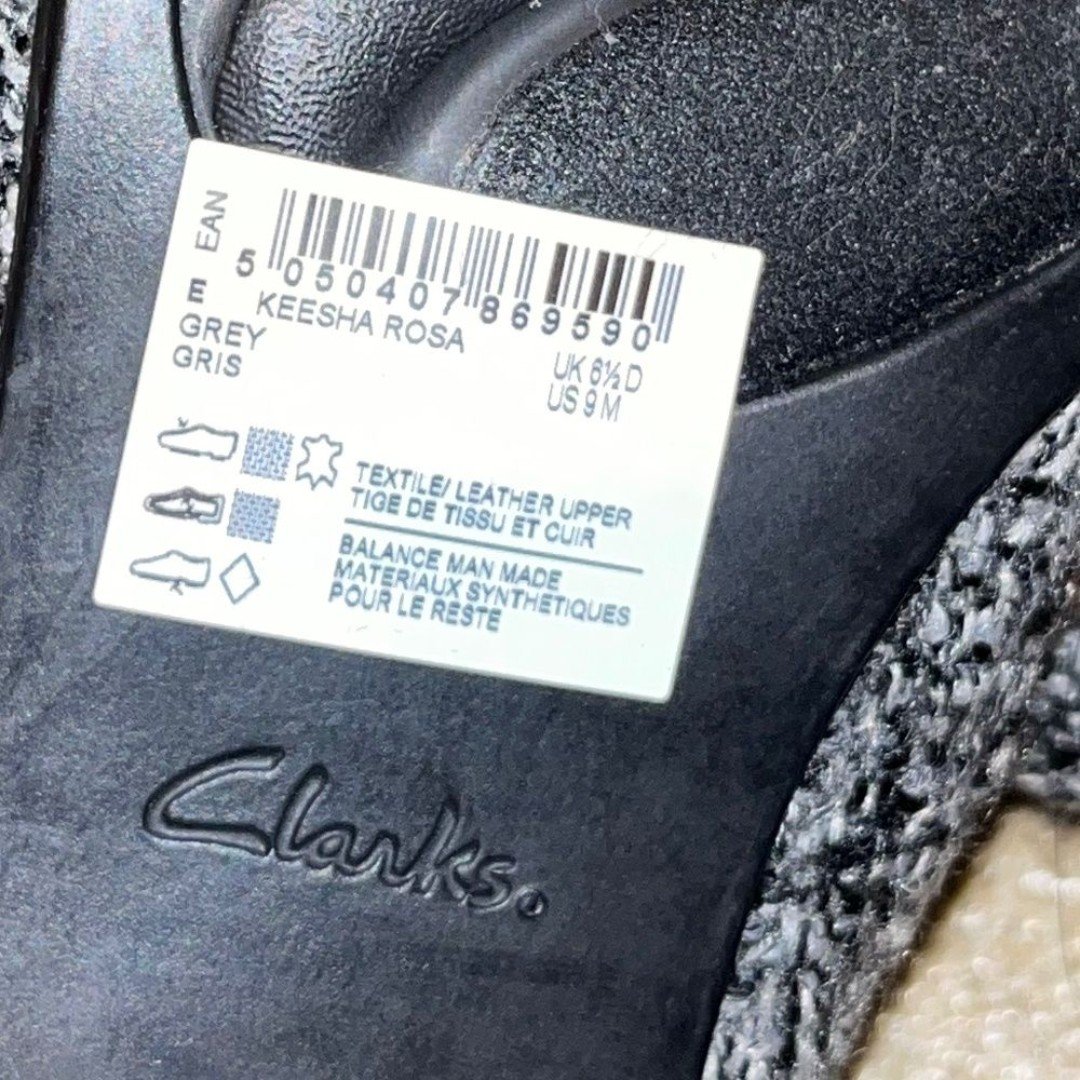 EAN
5 050407 869590
E KEESHA ROSA
GREY
GRIS
UK 6½ D
US 9 M
TEXTILE/ LEATHER UPPER
TIGE DE TISSU ET CUIR
BALANCE MAN MADE
MATERIAUX SYNTHETIQUES
POUR LE RESTE
Clarks.